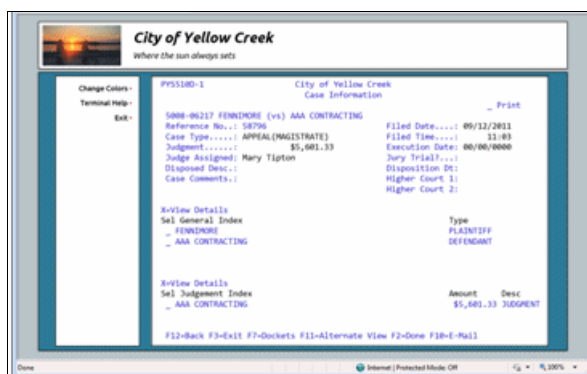 City of Yellow Creek
Where the sun always sets
Change Colors
Terminal Help
Exit
PYS510D-1 City of Yellow Creek
Case Information
_ Print
5008-06217 FENNIMORE (vs) AAA CONTRACTING
Reference No..: 58796 Filed Date....: 09/12/2011
Case Type.....: APPEAL(MAGISTRATE) Filed Time....: 11:03
Judgment......: $5,601.33 Execution Date: 00/00/0000
Judge Assigned: Mary Tipton Jury Trial?...:
Disposed Desc.: Disposition Dt:
Case Comments.: Higher Court 1:
Higher Court 2:
X=View Details
Sel General Index Type
_ FENNIMORE PLAINTIFF
_ AAA CONTRACTING DEFENDANT
X=View Details
Sel Judgement Index Amount Desc
_ AAA CONTRACTING $5,601.33 JUDGMENT
F12=Back F3=Exit F7=Dockets F11=Alternate View F2=Done F10=E-Mail
Done Internet | Protected Mode: Off 100%